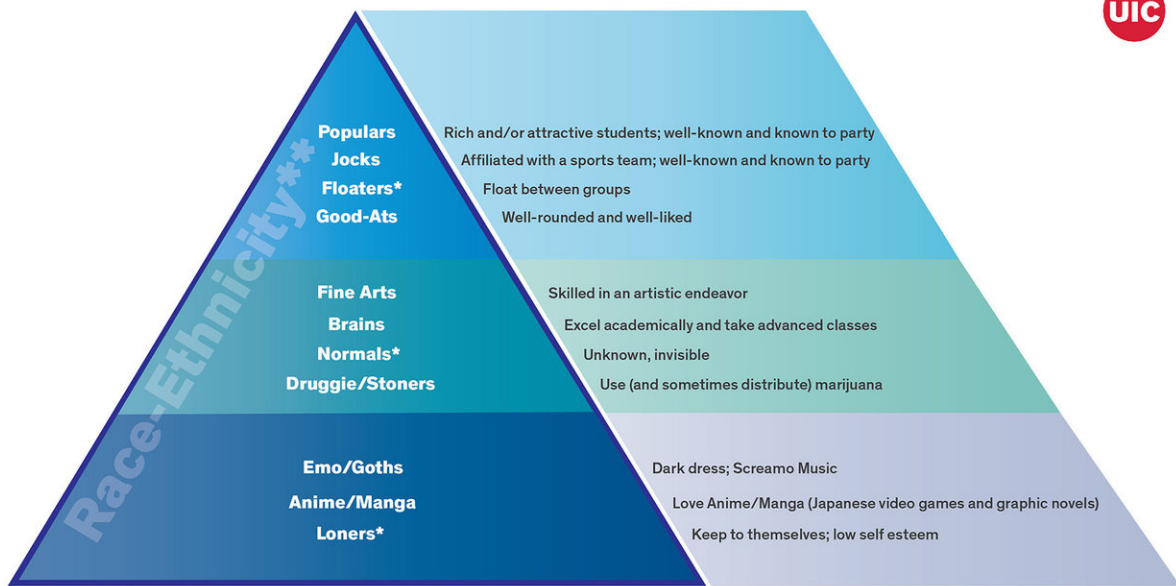 UIC
Race-Ethnicity**
Populars Rich and/or attractive students; well-known and known to party
Jocks Affiliated with a sports team; well-known and known to party
Floaters* Float between groups
Good-Ats Well-rounded and well-liked
Fine Arts Skilled in an artistic endeavor
Brains Excel academically and take advanced classes
Normals* Unknown, invisible
Druggie/Stoners Use (and sometimes distribute) marijuana
Emo/Goths Dark dress; Screamo Music
Anime/Manga Love Anime/Manga (Japanese video games and graphic novels)
Loners* Keep to themselves; low self esteem